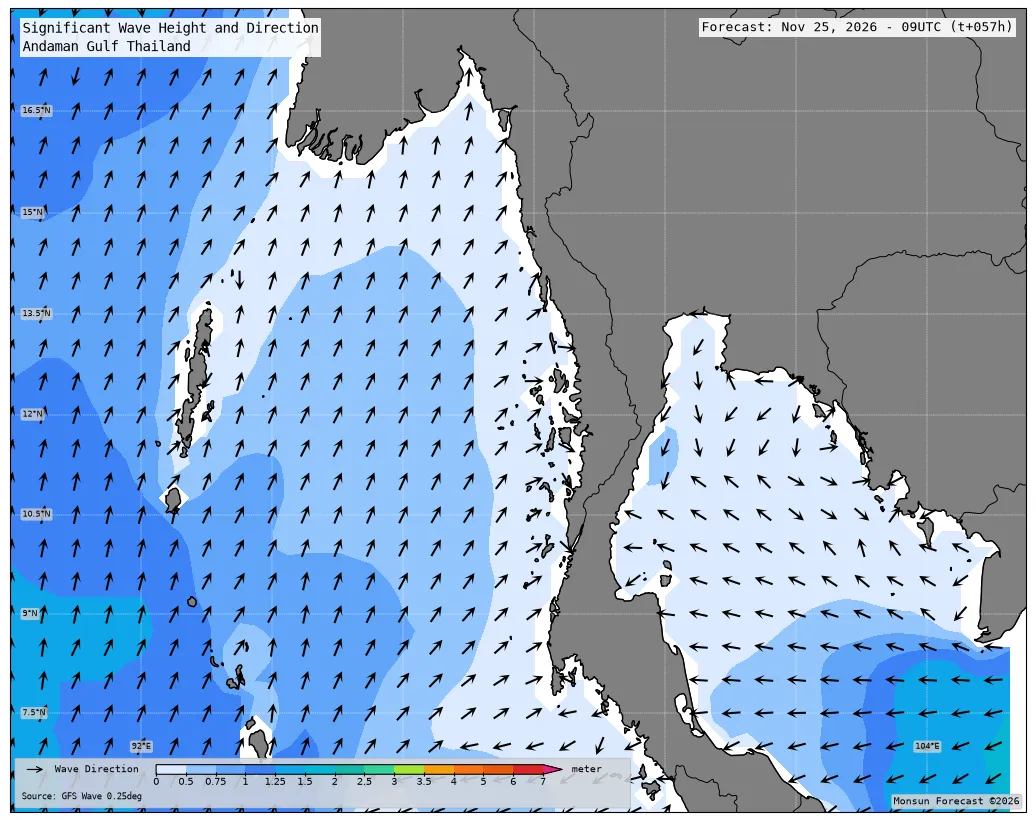 Significant Wave Height and Direction
Andaman Gulf Thailand
Forecast: Nov 25, 2026 - 09UTC (t+057h)
16.5°N
15°N
13.5°N
12°N
10.5°N
9°N
7.5°N
92°E
104°E
Wave Direction
0.5 0.75 1 1.25 1.5 2 2.5 3 3.5 4 5 6 7
meter
Source: GFS Wave 0.25deg
Monsun Forecast ©2026